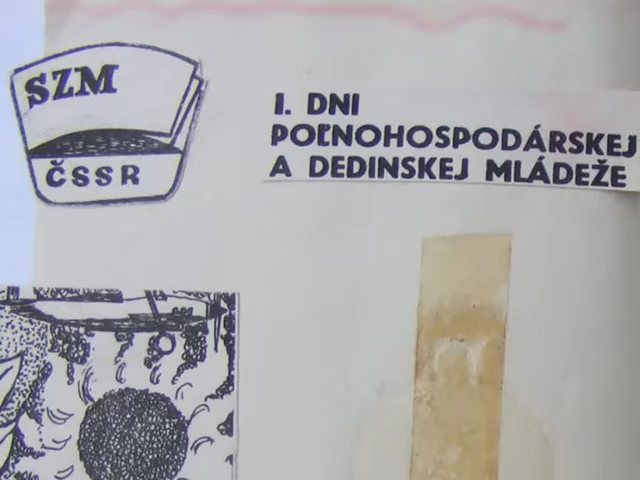 SZM
ČSSR
I. DNI
POĽNOHOSPODÁRSKEJ
A DEDINSKEJ MLÁDEŽE